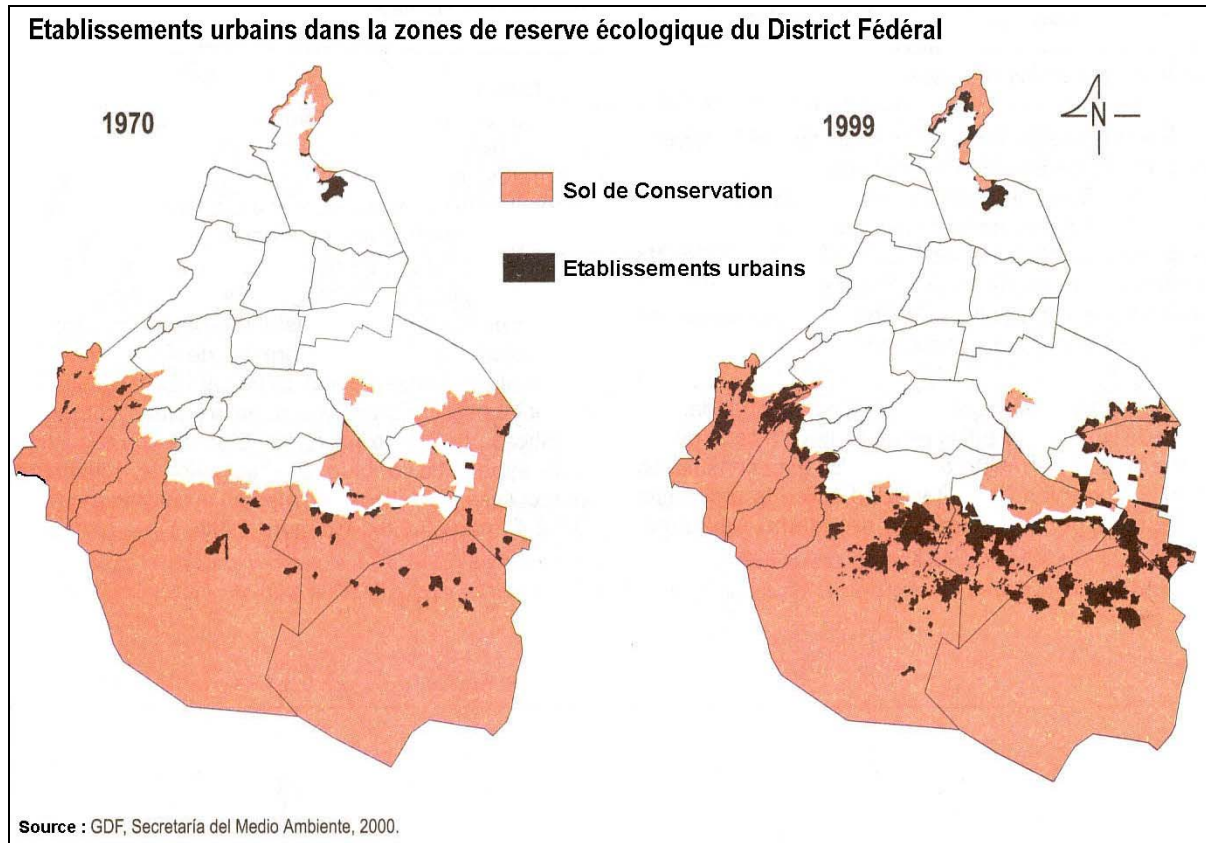 Etablissements urbains dans la zones de reserve écologique du District Fédéral
1970
1999
N
Sol de Conservation
Etablissements urbains
Source : GDF, Secretaría del Medio Ambiente, 2000.